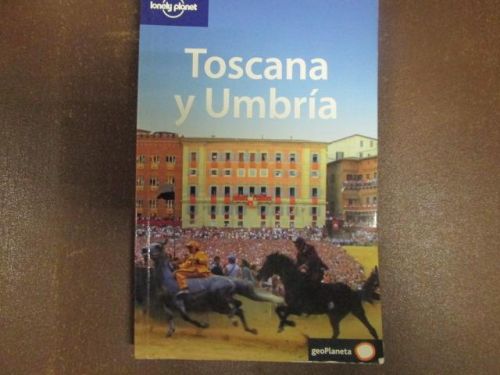 lonely planet
Toscana
y Umbría
geoPlaneta